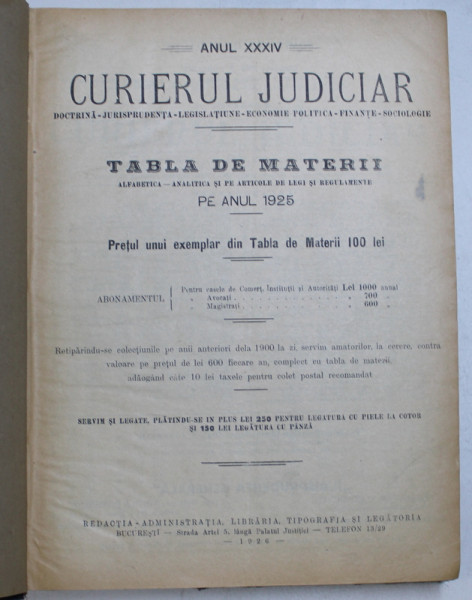 ANUL XXXIV
CURIERUL JUDICIAR
DOCTRINĂ-JURISPRUDENȚA-LEGISLAȚIUNE-ECONOMIE POLITICA-FINANȚE-SOCIOLOGIE
TABLA DE MATERII
ALFABETICA — ANALITICA ȘI PE ARTICOLE DE LEGI ȘI REGULAMENTE
PE ANUL 1925
Prețul unui exemplar din Tabla de Materii 100 lei
ABONAMENTUL
Pentru casele de Comerț, Instituții și Autorități Lei 1000 anual
„ Avocați . . . . . . . . . . . . „ 700 „
„ Magistrați . . . . . . . . . . . „ 600 „
Retipărindu-se colecțiunile pe anii anteriori dela 1900 la zi, servim amatorilor, la cerere, contra
valoare pe prețul de lei 600 fiecare an, complect cu tabla de materii,
adăogând câte 10 lei taxele pentru colet poștal recomandat
SERVIM ȘI LEGATE, PLĂTINDU-SE IN PLUS LEI 250 PENTRU LEGATURA CU PIELE LA COTOR
ȘI 150 LEI LEGĂTURA CU PÂNZĂ
REDACȚIA-ADMINISTRAȚIA, LIBRĂRIA, TIPOGRAFIA ȘI LEGĂTORIA
BUCUREȘTI — Strada Artei 5, lângă Palatul Justiției — TELEFON 15/29
— 1926 —